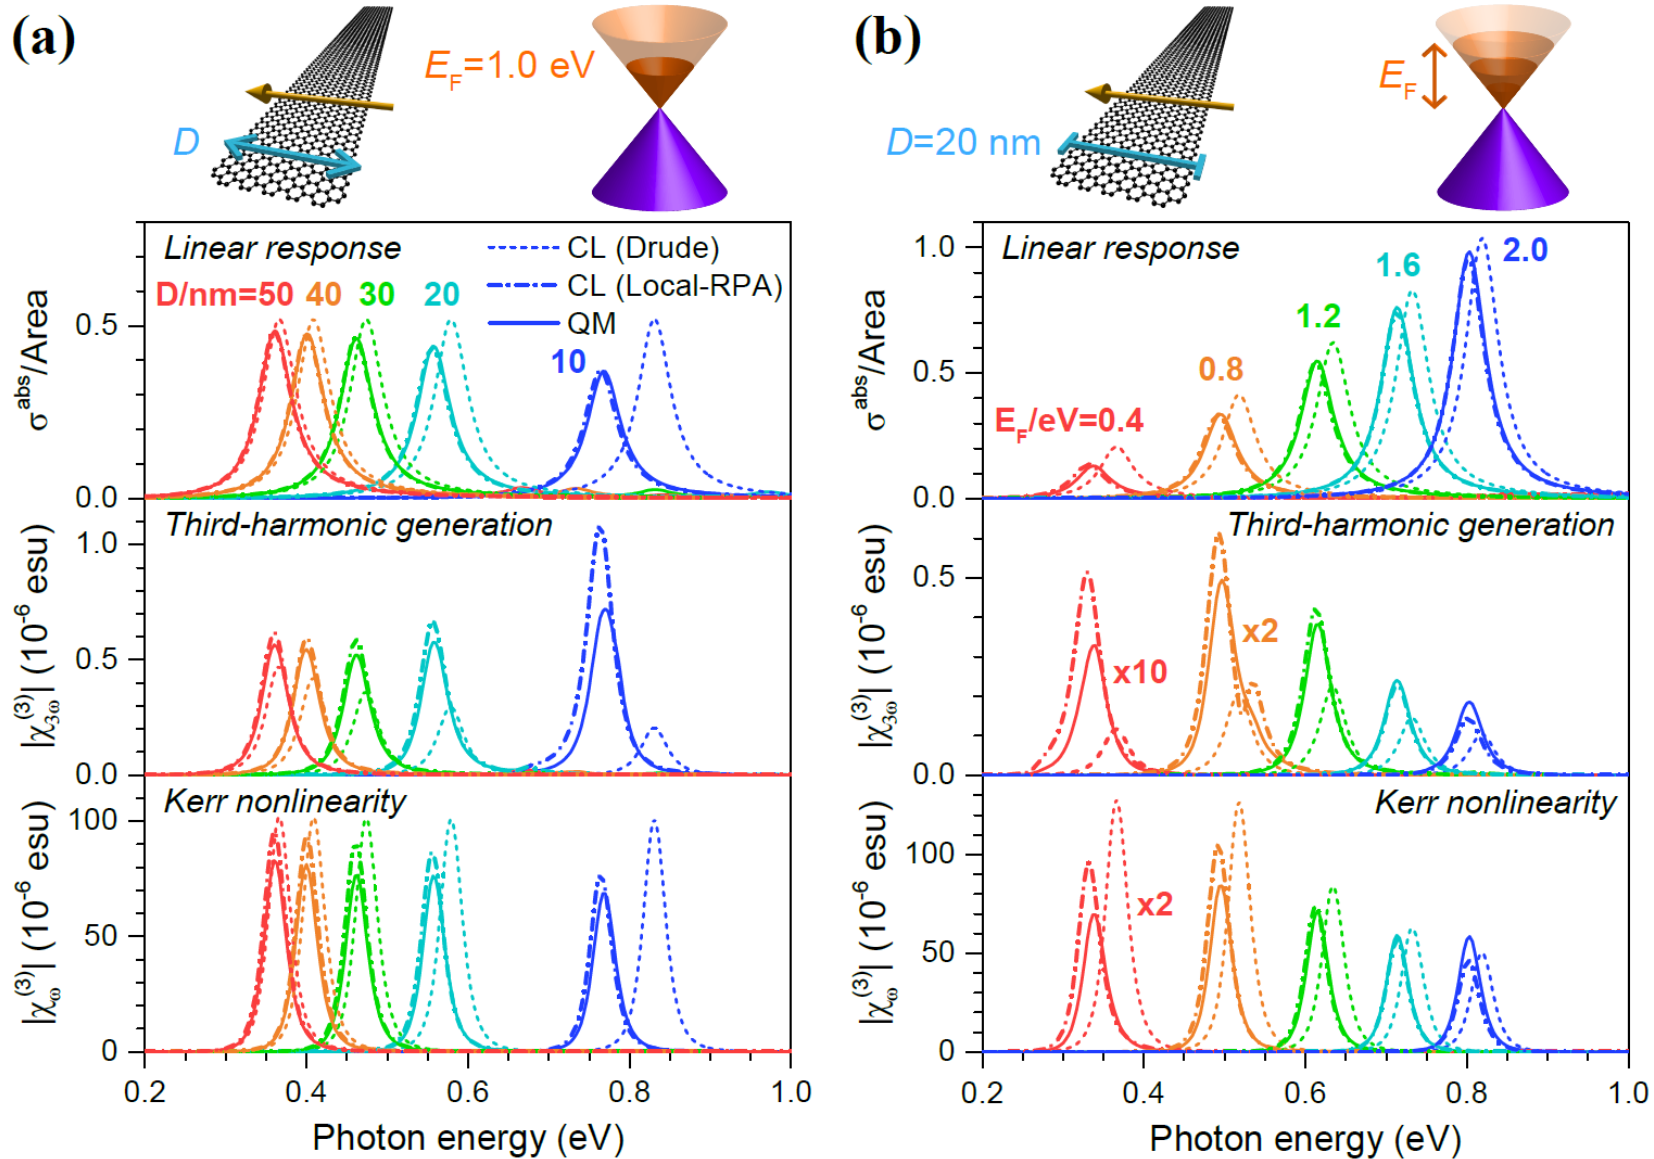 (a)
E_F=1.0 eV
D
Linear response
CL (Drude)
CL (Local-RPA)
QM
D/nm=50 40 30 20
10
0.5
0.0
σ^abs/Area
Third-harmonic generation
1.0
0.5
0.0
|χ_3ω^(3)| (10^-6 esu)
Kerr nonlinearity
100
50
0
|χ_ω^(3)| (10^-6 esu)
0.2 0.4 0.6 0.8 1.0
Photon energy (eV)
(b)
D=20 nm
E_F
Linear response
E_F/eV=0.4
0.8
1.2
1.6
2.0
1.0
0.5
0.0
σ^abs/Area
Third-harmonic generation
x10
x2
0.5
0.0
|χ_3ω^(3)| (10^-6 esu)
Kerr nonlinearity
x2
100
50
0
|χ_ω^(3)| (10^-6 esu)
0.2 0.4 0.6 0.8 1.0
Photon energy (eV)